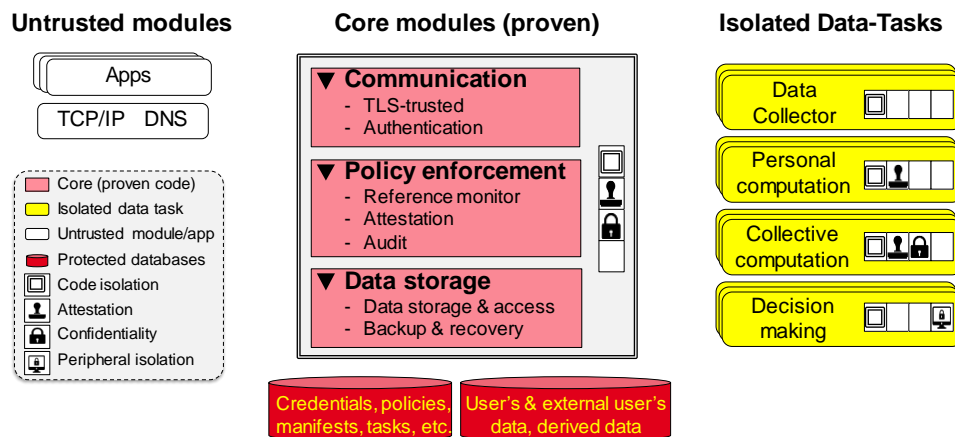 Untrusted modules
Apps
TCP/IP DNS
Core (proven code)
Isolated data task
Untrusted module/app
Protected databases
Code isolation
Attestation
Confidentiality
Peripheral isolation
Core modules (proven)
▼ Communication
- TLS-trusted
- Authentication
▼ Policy enforcement
- Reference monitor
- Attestation
- Audit
▼ Data storage
- Data storage & access
- Backup & recovery
Credentials, policies,
manifests, tasks, etc.
User's & external user's
data, derived data
Isolated Data-Tasks
Data
Collector
Personal
computation
Collective
computation
Decision
making